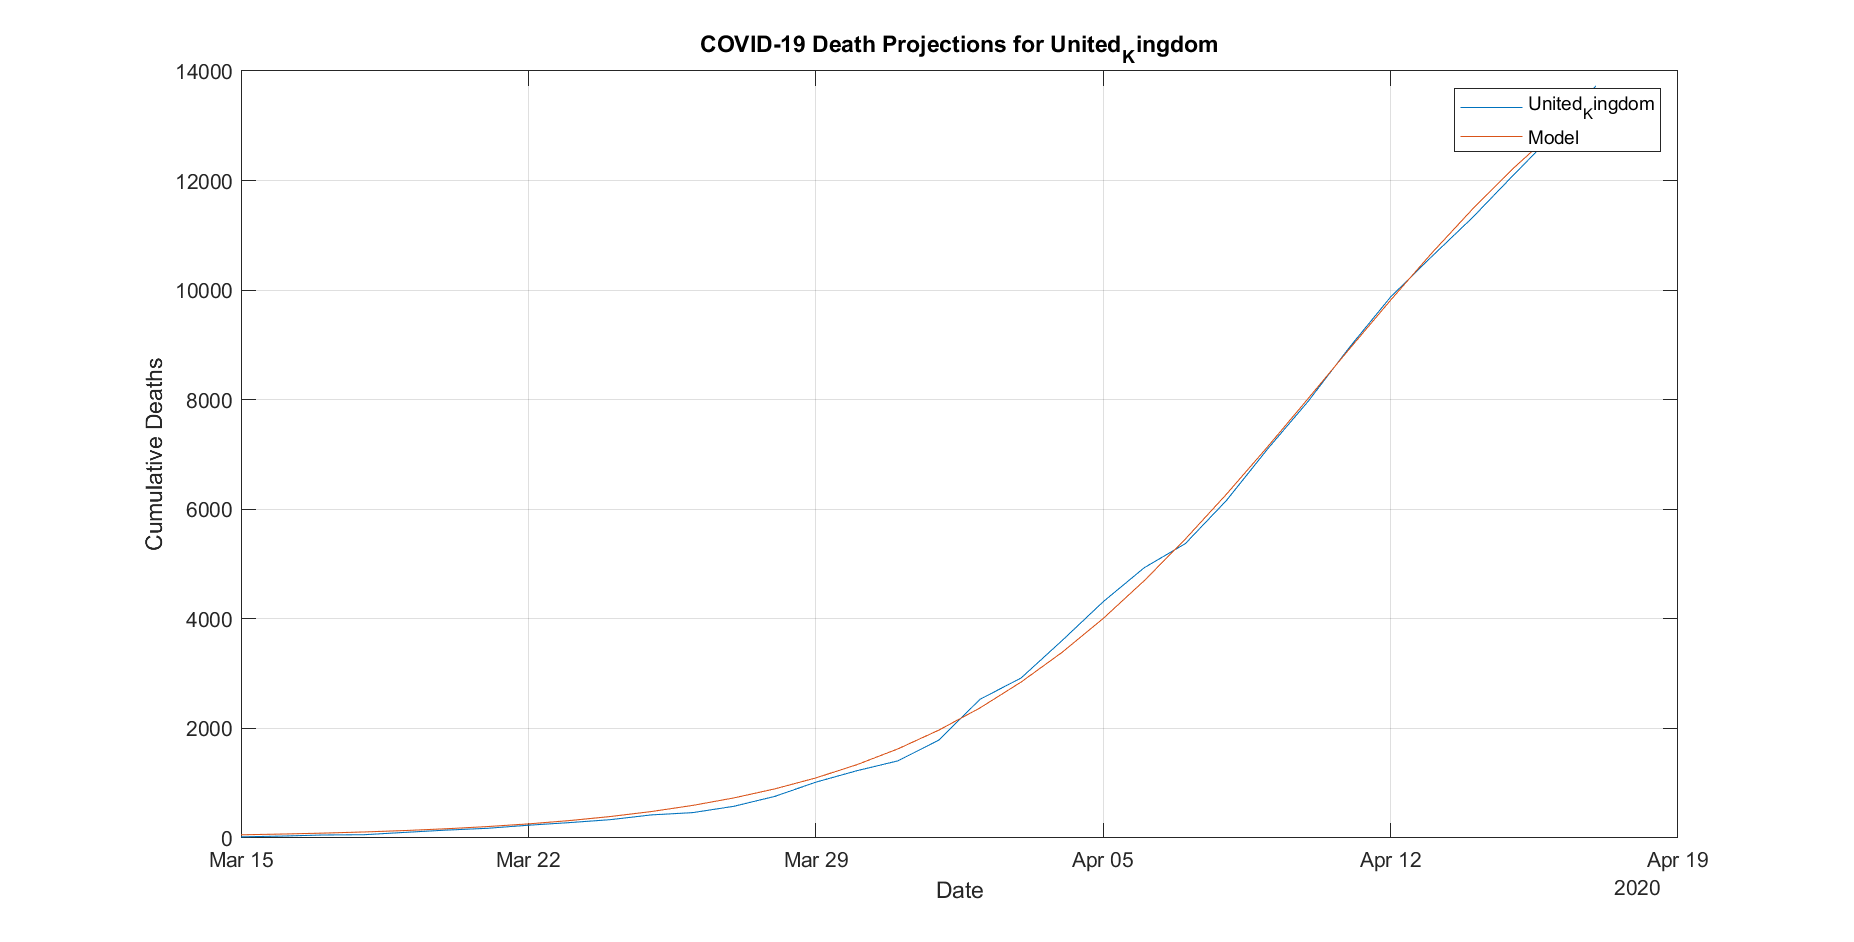 COVID-19 Death Projections for United_Kingdom
14000
12000
10000
8000
6000
4000
2000
0
Cumulative Deaths
United_Kingdom
Model
Mar 15
Mar 22
Mar 29
Apr 05
Apr 12
Apr 19
Date
2020